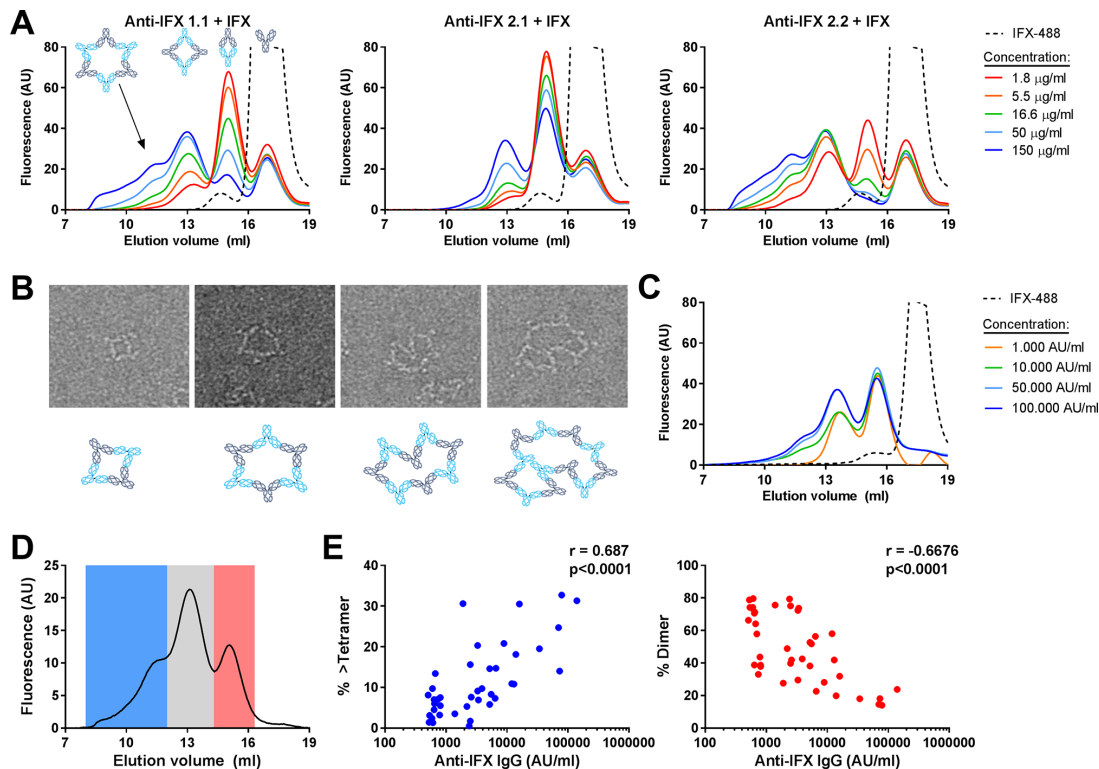 A
Anti-IFX 1.1 + IFX
Anti-IFX 2.1 + IFX
Anti-IFX 2.2 + IFX
Fluorescence (AU)
80
60
40
20
0
7
10
13
16
19
Elution volume (ml)
Fluorescence (AU)
80
60
40
20
0
7
10
13
16
19
Elution volume (ml)
Fluorescence (AU)
80
60
40
20
0
7
10
13
16
19
Elution volume (ml)
IFX-488
Concentration:
1.8 µg/ml
5.5 µg/ml
16.6 µg/ml
50 µg/ml
150 µg/ml
B
C
Fluorescence (AU)
80
60
40
20
0
7
10
13
16
19
Elution volume (ml)
IFX-488
Concentration:
1.000 AU/ml
10.000 AU/ml
50.000 AU/ml
100.000 AU/ml
D
Fluorescence (AU)
25
20
15
10
5
0
7
10
13
16
19
Elution volume (ml)
E
r = 0.687
p<0.0001
% >Tetramer
40
30
20
10
0
100
1000
10000
100000
1000000
Anti-IFX IgG (AU/ml)
r = -0.6676
p<0.0001
% Dimer
100
80
60
40
20
0
100
1000
10000
100000
1000000
Anti-IFX IgG (AU/ml)